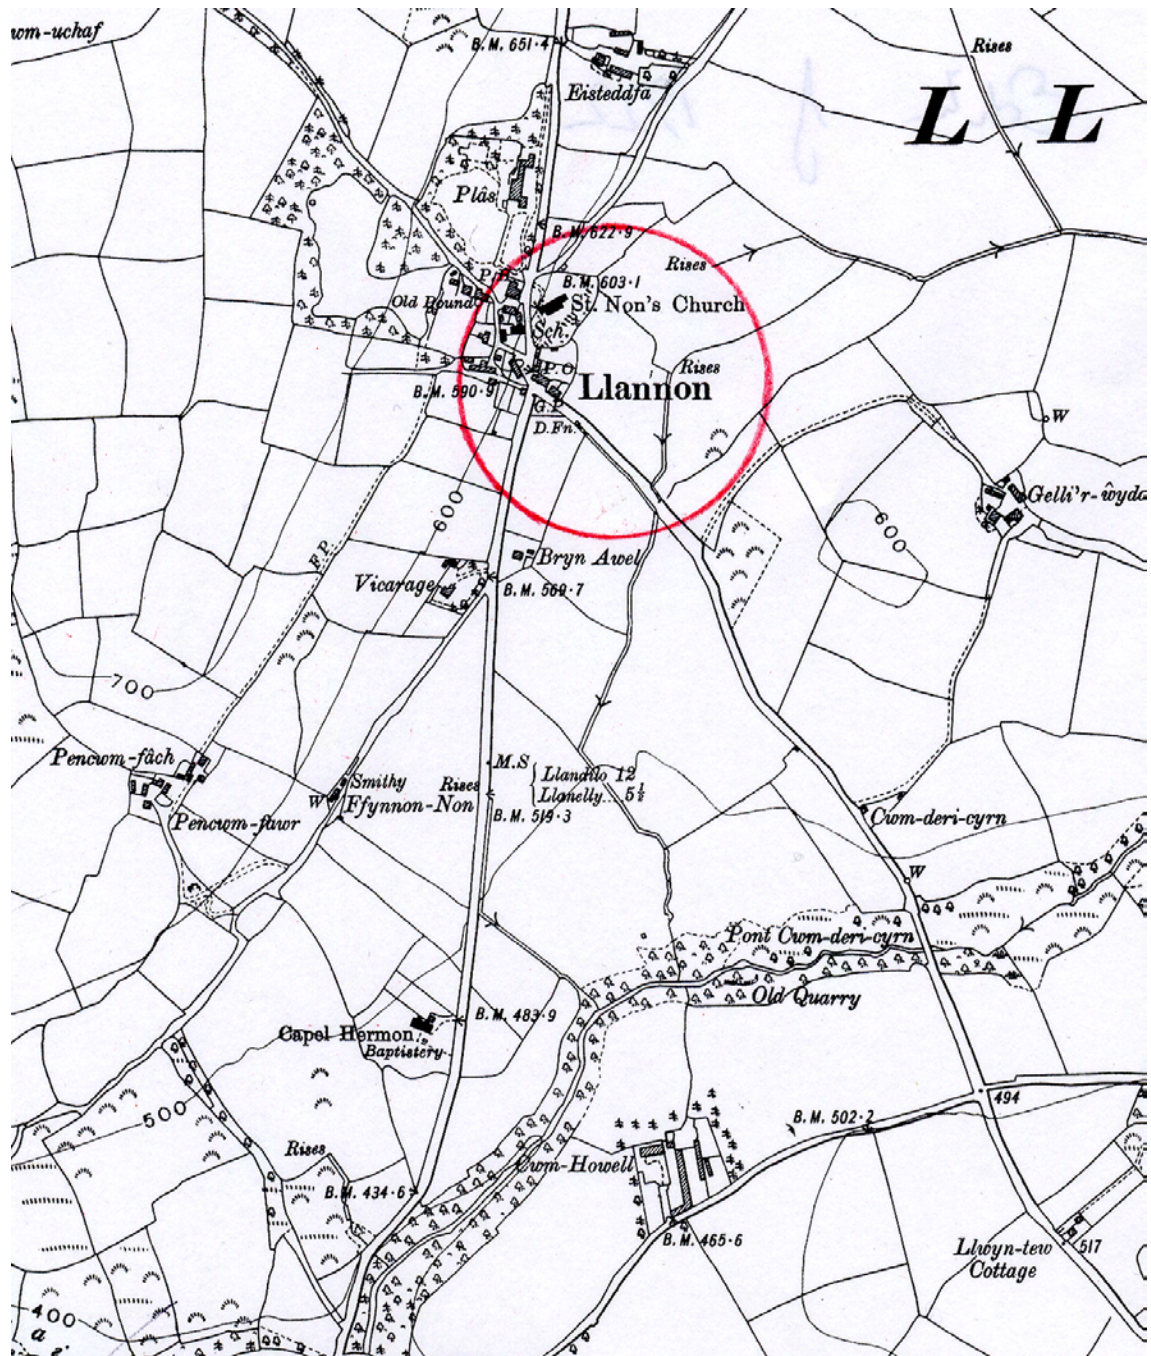 wm-uchaf
B.M. 651·4
Rises
Eisteddfa
L L
Plâs
B.M. 622·9
Rises
P.H.
B.M. 603·1
Old Pound
St. Non's Church
Sch.
P.O.
Rises
B.M. 590·9
Llannon
G.P.
D.Fn.
W
Gelli'r-ŵyda
600
600
F.P.
Bryn Awel
Vicarage
B.M. 569·7
700
Pencwm-fâch
M.S
Llandilo 12
Smithy
Rises
Llanelly 5½
W
Ffynnon-Non
B.M. 519·3
Pencwm-fawr
Cwm-deri-cyrn
W
Pont Cwm-deri-cyrn
Old Quarry
B.M. 483·9
Capel Hermon
Baptistery
500
494
B.M. 502·2
Rises
Cwm-Howell
B.M. 434·6
B.M. 465·6
Llwyn-tew
Cottage
517
400
a